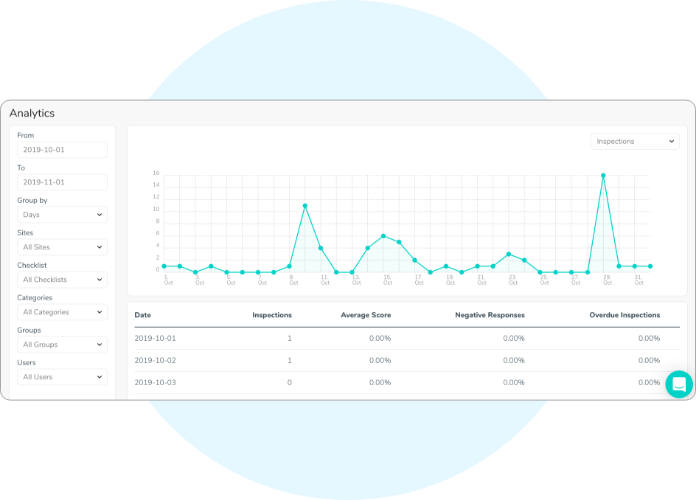 Analytics
From
2019-10-01
To
2019-11-01
Group by
Days
Sites
All Sites
Checklist
All Checklists
Categories
All Categories
Groups
All Groups
Users
All Users
Inspections
16
14
12
10
8
6
4
2
0
1. Oct
3. Oct
5. Oct
7. Oct
9. Oct
11. Oct
13. Oct
15. Oct
17. Oct
19. Oct
21. Oct
23. Oct
25. Oct
27. Oct
29. Oct
31. Oct
Date Inspections Average Score Negative Responses Overdue Inspections
2019-10-01 1 0.00% 0.00% 0.00%
2019-10-02 1 0.00% 0.00% 0.00%
2019-10-03 0 0.00% 0.00% 0.00%